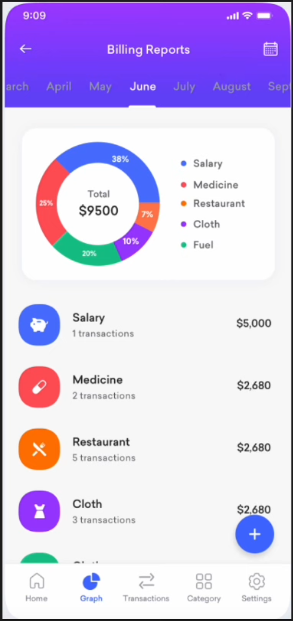 9:09
Billing Reports
arch April May June July August Sept
38%
25%
7%
10%
20%
Total
$9500
Salary
Medicine
Restaurant
Cloth
Fuel
Salary
$5,000
1 transactions
Medicine
$2,680
2 transactions
Restaurant
$2,680
5 transactions
Cloth
$2,680
3 transactions
+
Home Graph Transactions Category Settings